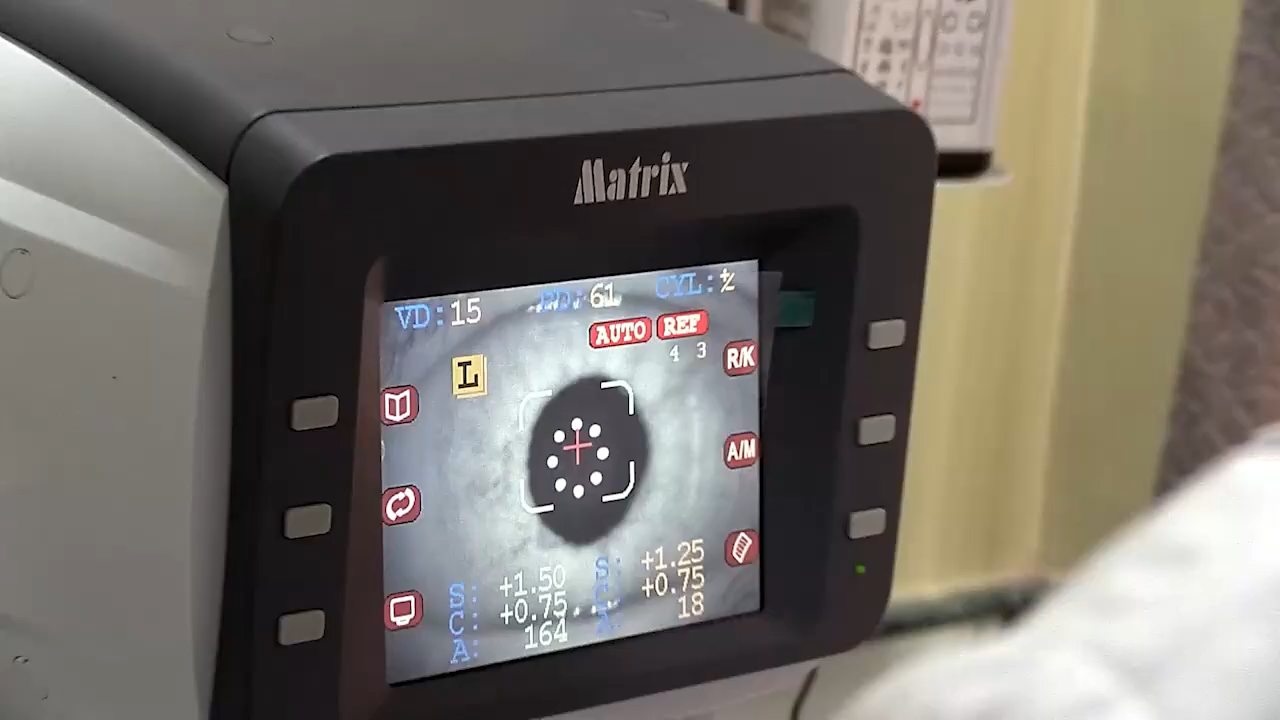 Matrix
VD:15 PD:61 CYL:±
AUTO REF
4 3
L
R/K
A/M
S: +1.50 S: +1.25
C: +0.75 C: +0.75
A: 164 A: 18